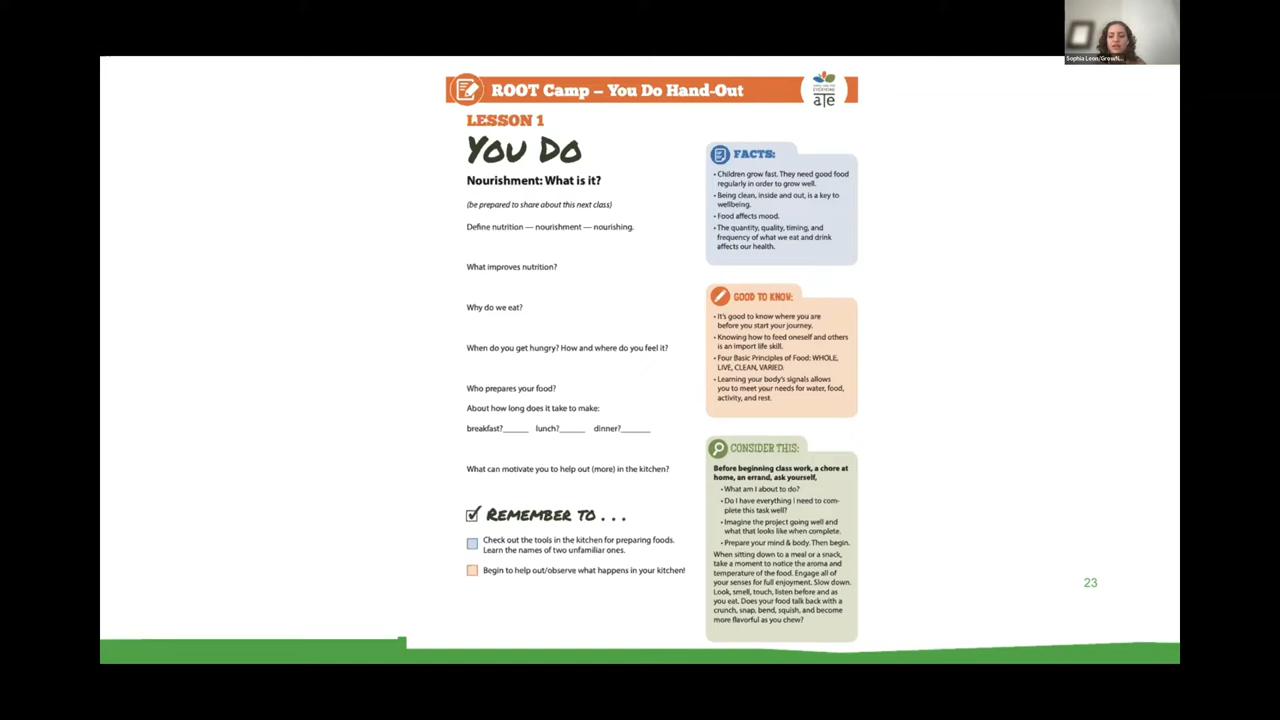 Sophia Leon/GrowN...
ROOT Camp – You Do Hand-Out
EVERYONE
ate
LESSON 1
You Do
Nourishment: What is it?
(be prepared to share about this next class)
Define nutrition — nourishment — nourishing.
What improves nutrition?
Why do we eat?
When do you get hungry? How and where do you feel it?
Who prepares your food?
About how long does it take to make:
breakfast?______ lunch?______ dinner?_______
What can motivate you to help out (more) in the kitchen?
REMEMBER TO . . .
Check out the tools in the kitchen for preparing foods.
Learn the names of two unfamiliar ones.
Begin to help out/observe what happens in your kitchen!
FACTS:
• Children grow fast. They need good food
regularly in order to grow well.
• Being clean, inside and out, is a key to
wellbeing.
• Food affects mood.
• The quantity, quality, timing, and
frequency of what we eat and drink
affects our health.
GOOD TO KNOW:
• It's good to know where you are
before you start your journey.
• Knowing how to feed oneself and others
is an import life skill.
• Four Basic Principles of Food: WHOLE,
LIVE, CLEAN, VARIED.
• Learning your body's signals allows
you to meet your needs for water, food,
activity, and rest.
CONSIDER THIS:
Before beginning class work, a chore at
home, an errand, ask yourself,
• What am I about to do?
• Do I have everything I need to com-
plete this task well?
• Imagine the project going well and
what that looks like when complete.
• Prepare your mind & body. Then begin.
When sitting down to a meal or a snack,
take a moment to notice the aroma and
temperature of the food. Engage all of
your senses for full enjoyment. Slow down.
Look, smell, touch, listen before and as
you eat. Does your food talk back with a
crunch, snap, bend, squish, and become
more flavorful as you chew?
23